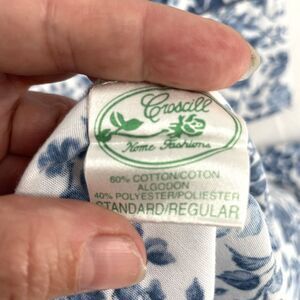 Croscill
Home Fashions
60% COTTON/COTON
ALGODON
40% POLYESTER/POLIESTER
STANDARD/REGULAR